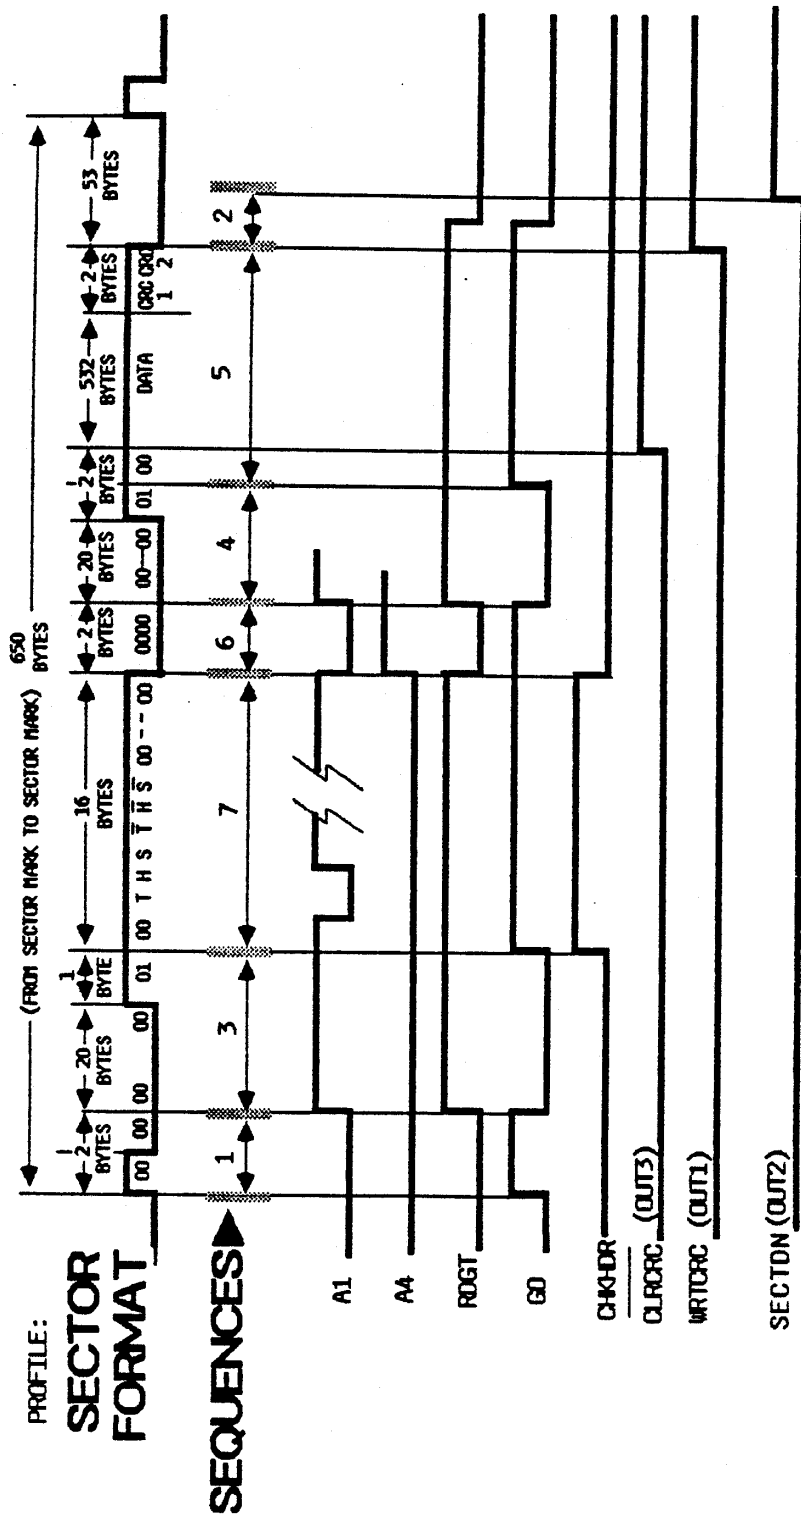 PROFILE:
SECTOR
FORMAT
(FROM SECTOR MARK TO SECTOR MARK)
650
BYTES
2
BYTES
20
BYTES
1
BYTE
16
BYTES
2
BYTES
20
BYTES
2
BYTES
532
BYTES
2
BYTES
53
BYTES
00 00 00 00 01 00 T H S T̅ H̅ S̅ 00 -- 00 0000 00--00 01 00 DATA CRC CRC
1 2
SEQUENCES
1 3 7 6 4 5 2
A1
A4
RDGT
GO
CHKHDR
C̅L̅R̅C̅R̅C̅ (OUT3)
WRTCRC (OUT1)
SECTDN (OUT2)